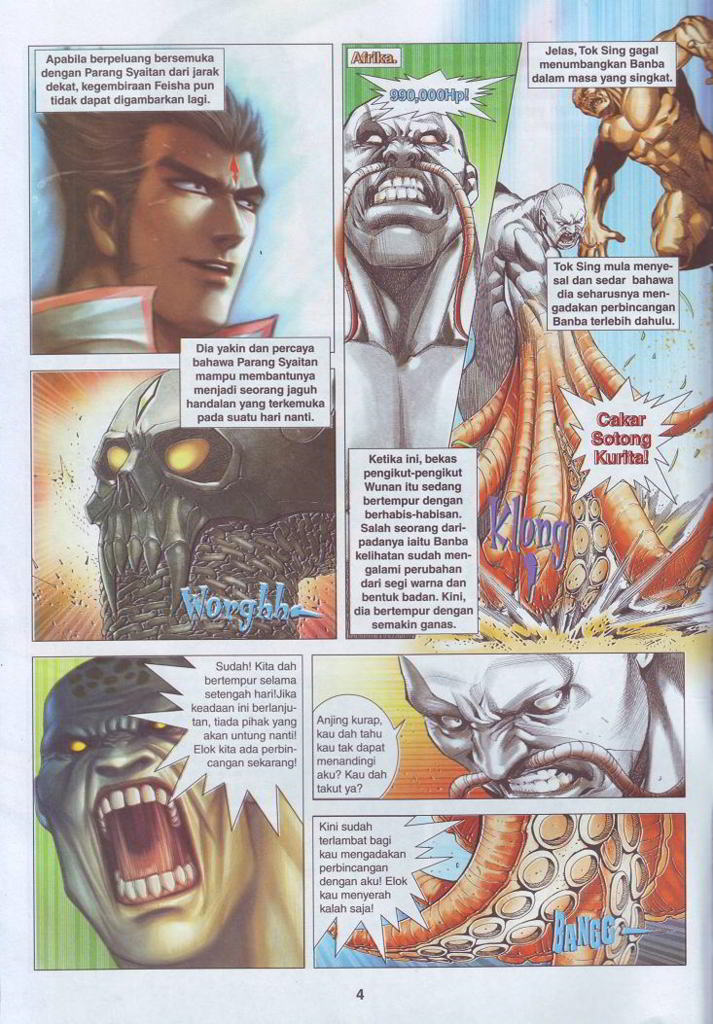 Apabila berpeluang bersemuka
dengan Parang Syaitan dari jarak
dekat, kegembiraan Feisha pun
tidak dapat digambarkan lagi.
Dia yakin dan percaya
bahawa Parang Syaitan
mampu membantunya
menjadi seorang jaguh
handalan yang terkemuka
pada suatu hari nanti.
Worghh
Afrika.
990,000Hp!
Ketika ini, bekas
pengikut-pengikut
Wunan itu sedang
bertempur dengan
berhabis-habisan.
Salah seorang dari-
padanya iaitu Banba
kelihatan sudah men-
galami perubahan
dari segi warna dan
bentuk badan. Kini,
dia bertempur dengan
semakin ganas.
Jelas, Tok Sing gagal
menumbangkan Banba
dalam masa yang singkat.
Tok Sing mula menye-
sal dan sedar bahawa
dia seharusnya men-
gadakan perbincangan
Banba terlebih dahulu.
Cakar
Sotong
Kurita!
Klong
Sudah! Kita dah
bertempur selama
setengah hari!Jika
keadaan ini berlanju-
tan, tiada pihak yang
akan untung nanti!
Elok kita ada perbin-
cangan sekarang!
Anjing kurap,
kau dah tahu
kau tak dapat
menandingi
aku? Kau dah
takut ya?
Kini sudah
terlambat bagi
kau mengadakan
perbincangan
dengan aku! Elok
kau menyerah
kalah saja!
BANGG
4